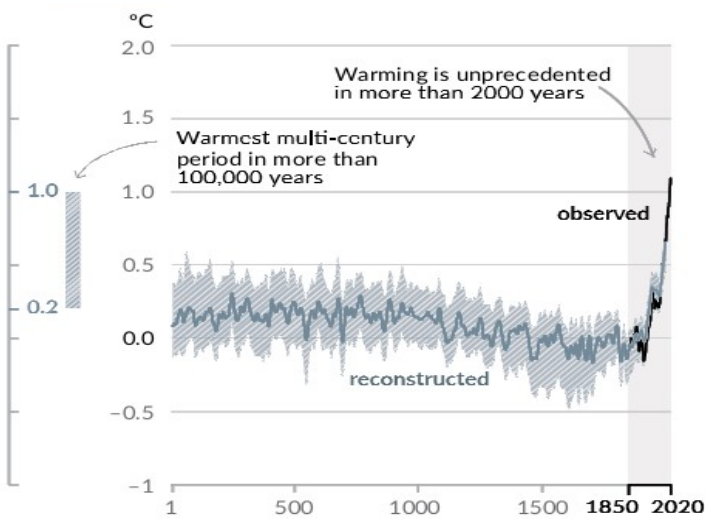 °C
2.0
Warming is unprecedented
in more than 2000 years
1.5
Warmest multi-century
period in more than
100,000 years
1.0
1.0
observed
0.5
0.2
0.0
reconstructed
−0.5
−1
1 500 1000 1500 1850 2020